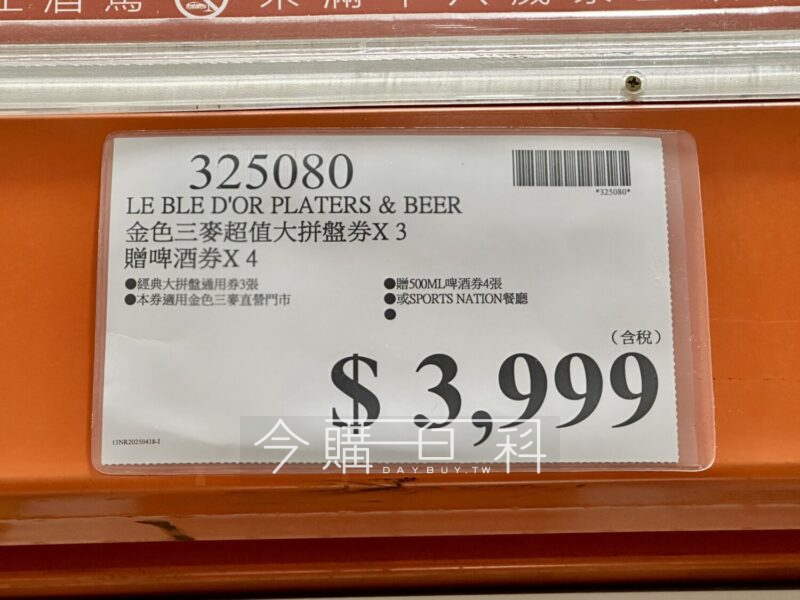 325080
*325080*
LE BLE D'OR PLATERS & BEER
金色三麥超值大拼盤券X 3
贈啤酒券X 4
●經典大拼盤通用券3張
●本券適用金色三麥直營門市
●贈500ML啤酒券4張
●或SPORTS NATION餐廳
●
(含稅)
$ 3,999
13NR20250418-1
今購百科
DAYBUY.TW